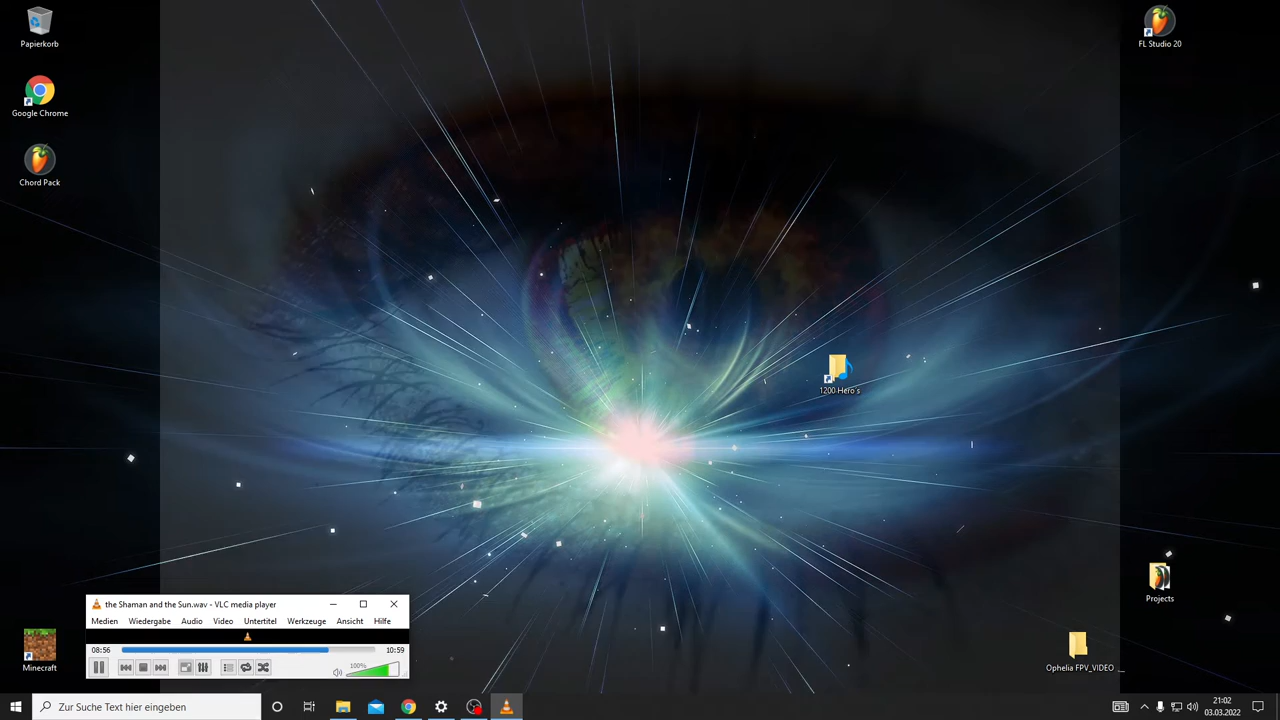 Papierkorb
FL Studio 20
Google Chrome
Chord Pack
1200 Hero's
Projects
the Shaman and the Sun.wav - VLC media player
Medien Wiedergabe Audio Video Untertitel Werkzeuge Ansicht Hilfe
08:56 10:59
100%
Minecraft
Ophelia FPV_VIDEO_...
Zur Suche Text hier eingeben
21:02
03.03.2022